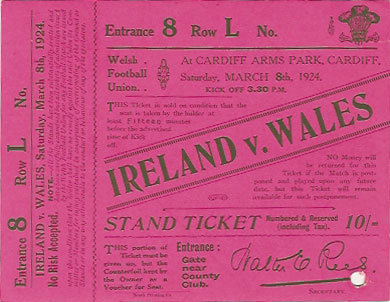 Entrance 8 Row L No.
Welsh
Football
Union.
At CARDIFF ARMS PARK, CARDIFF,
Saturday, MARCH 8th, 1924.
KICK OFF 3.30 P.M.
THIS Ticket is sold on condition that the
seat is taken by the holder at
least Fifteen minutes
before the advertised
time of Kick
off.
IRELAND v. WALES
NO Money will
be returned for this
Ticket if the Match is post-
poned and played upon any future
date, but this Ticket will remain
available for such postponement.
STAND TICKET Numbered & Reserved (including Tax). 10/-
THIS portion of
Ticket must be
given up, but the
Counterfoil kept by
the Owner as a
Voucher for Seat.
Entrance:
Gate
near
County
Club.
Walter E Rees
SECRETARY.
Entrance 8 Row L No.
IRELAND v. WALES, Saturday, March 8th, 1924.
NOTE.
No Risk Accepted.